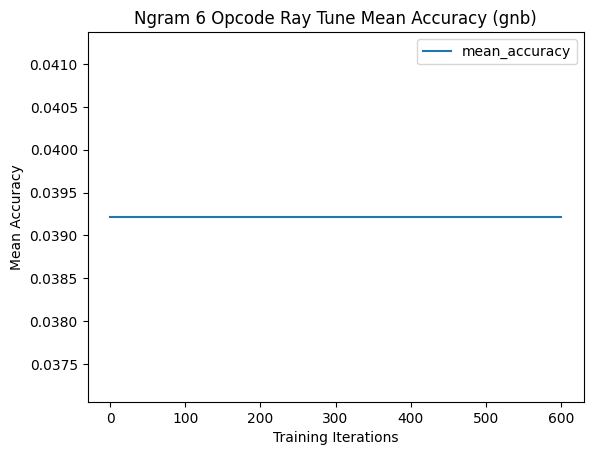 Ngram 6 Opcode Ray Tune Mean Accuracy (gnb)
mean_accuracy
Mean Accuracy
0.0410
0.0405
0.0400
0.0395
0.0390
0.0385
0.0380
0.0375
0 100 200 300 400 500 600
Training Iterations